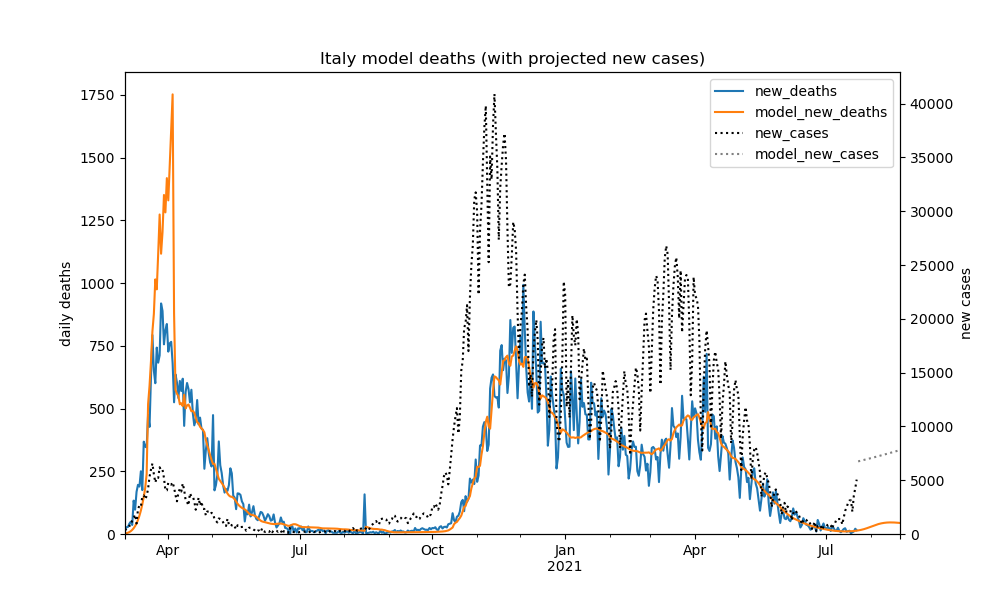 Italy model deaths (with projected new cases)
1750
1500
1250
1000
750
500
250
0
daily deaths
40000
35000
30000
25000
20000
15000
10000
5000
0
new cases
new_deaths
model_new_deaths
new_cases
model_new_cases
Apr
Jul
Oct
Jan
2021
Apr
Jul